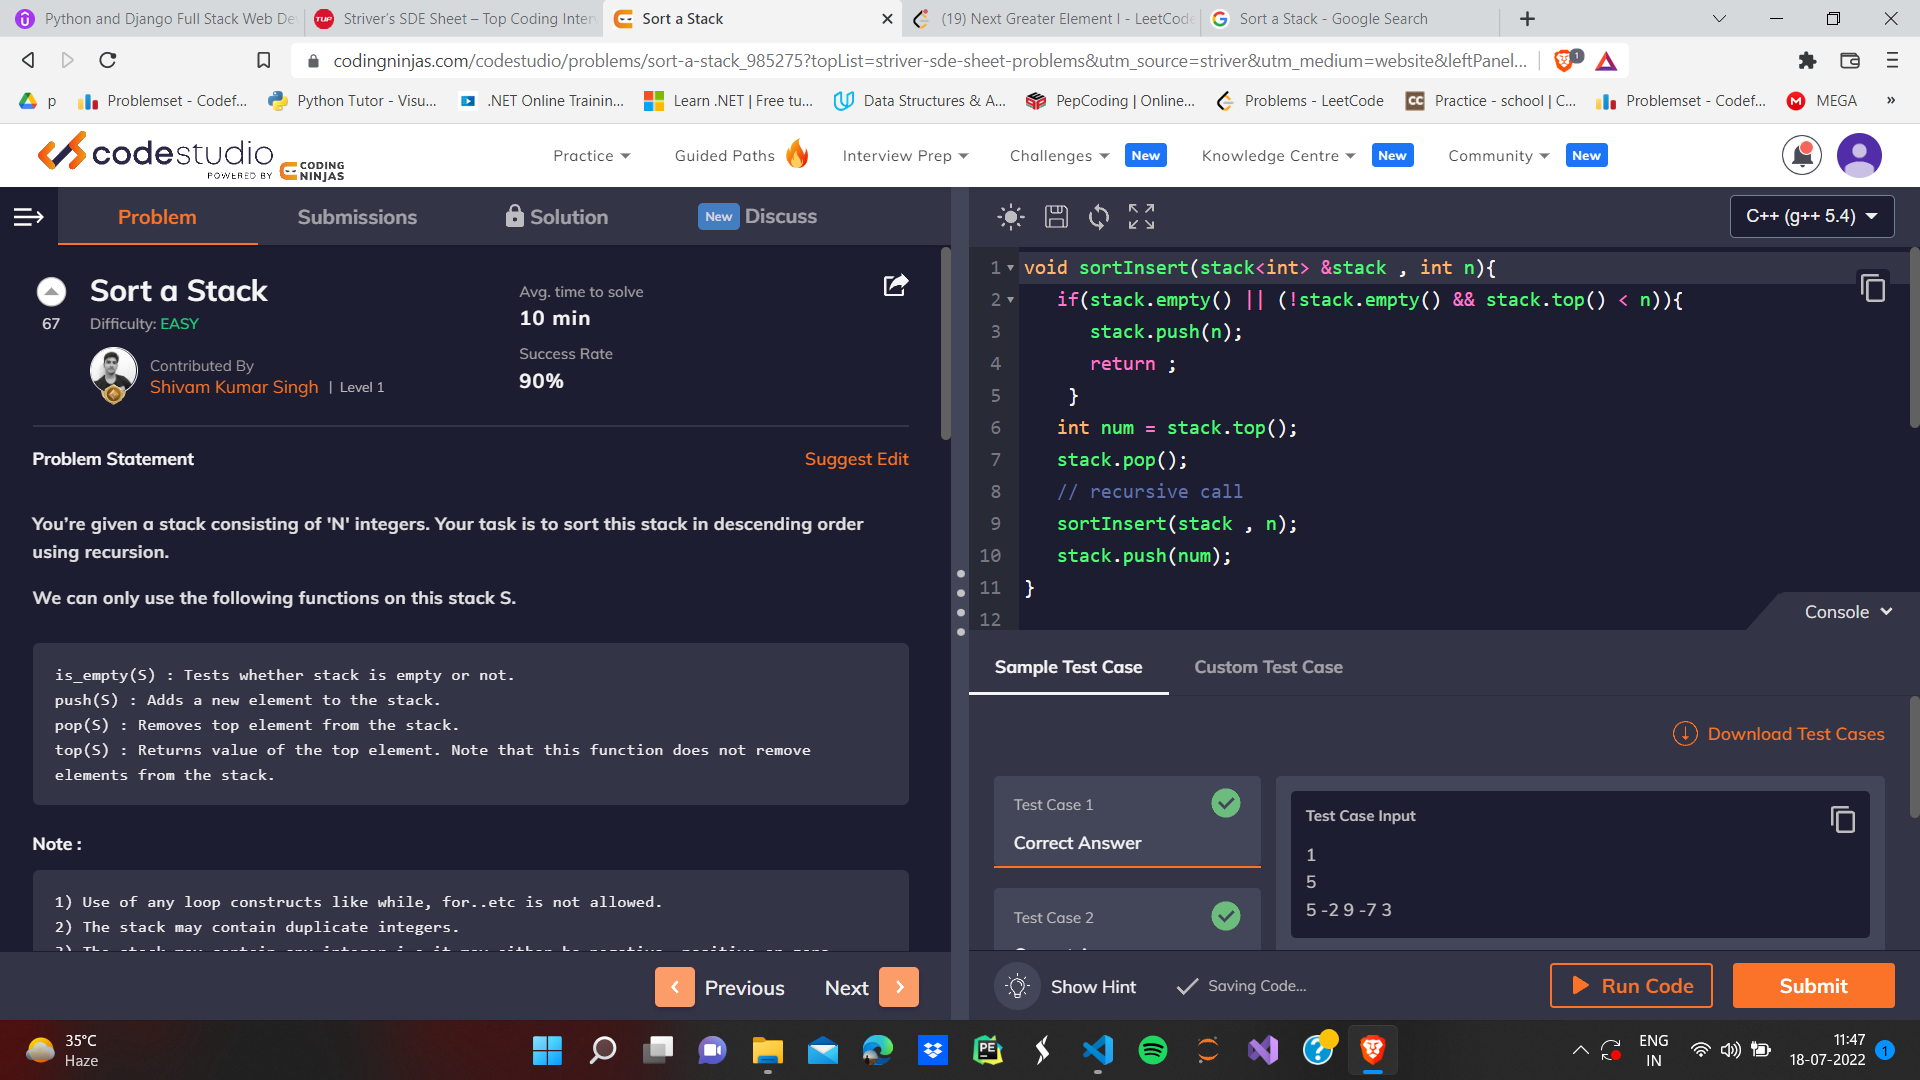 Python and Django Full Stack Web De
Striver's SDE Sheet – Top Coding Inter
Sort a Stack
(19) Next Greater Element I - LeetCode
Sort a Stack - Google Search
codingninjas.com/codestudio/problems/sort-a-stack_985275?topList=striver-sde-sheet-problems&utm_source=striver&utm_medium=website&leftPanel...
1
p
Problemset - Codef...
Python Tutor - Visu...
.NET Online Trainin...
Learn .NET | Free tu...
Data Structures & A...
PepCoding | Online...
Problems - LeetCode
Practice - school | C...
Problemset - Codef...
MEGA
»
codestudio
POWERED BY
CODING
NINJAS
Practice
Guided Paths
Interview Prep
Challenges
New
Knowledge Centre
New
Community
New
Problem
Submissions
Solution
New
Discuss
C++ (g++ 5.4)
67
Sort a Stack
Difficulty: EASY
Contributed By
Shivam Kumar Singh | Level 1
Avg. time to solve
10 min
Success Rate
90%
Problem Statement
Suggest Edit
You're given a stack consisting of 'N' integers. Your task is to sort this stack in descending order
using recursion.
We can only use the following functions on this stack S.
is_empty(S) : Tests whether stack is empty or not.
push(S) : Adds a new element to the stack.
pop(S) : Removes top element from the stack.
top(S) : Returns value of the top element. Note that this function does not remove
elements from the stack.
Note :
1) Use of any loop constructs like while, for..etc is not allowed.
2) The stack may contain duplicate integers.
Previous
Next
1 void sortInsert(stack<int> &stack , int n){
2 if(stack.empty() || (!stack.empty() && stack.top() < n)){
3 stack.push(n);
4 return ;
5 }
6 int num = stack.top();
7 stack.pop();
8 // recursive call
9 sortInsert(stack , n);
10 stack.push(num);
11 }
12
Console
Sample Test Case
Custom Test Case
Download Test Cases
Test Case 1
Correct Answer
Test Case 2
Test Case Input
1
5
5 -2 9 -7 3
Show Hint
Saving Code...
Run Code
Submit
35°C
Haze
ENG
IN
11:47
18-07-2022
1